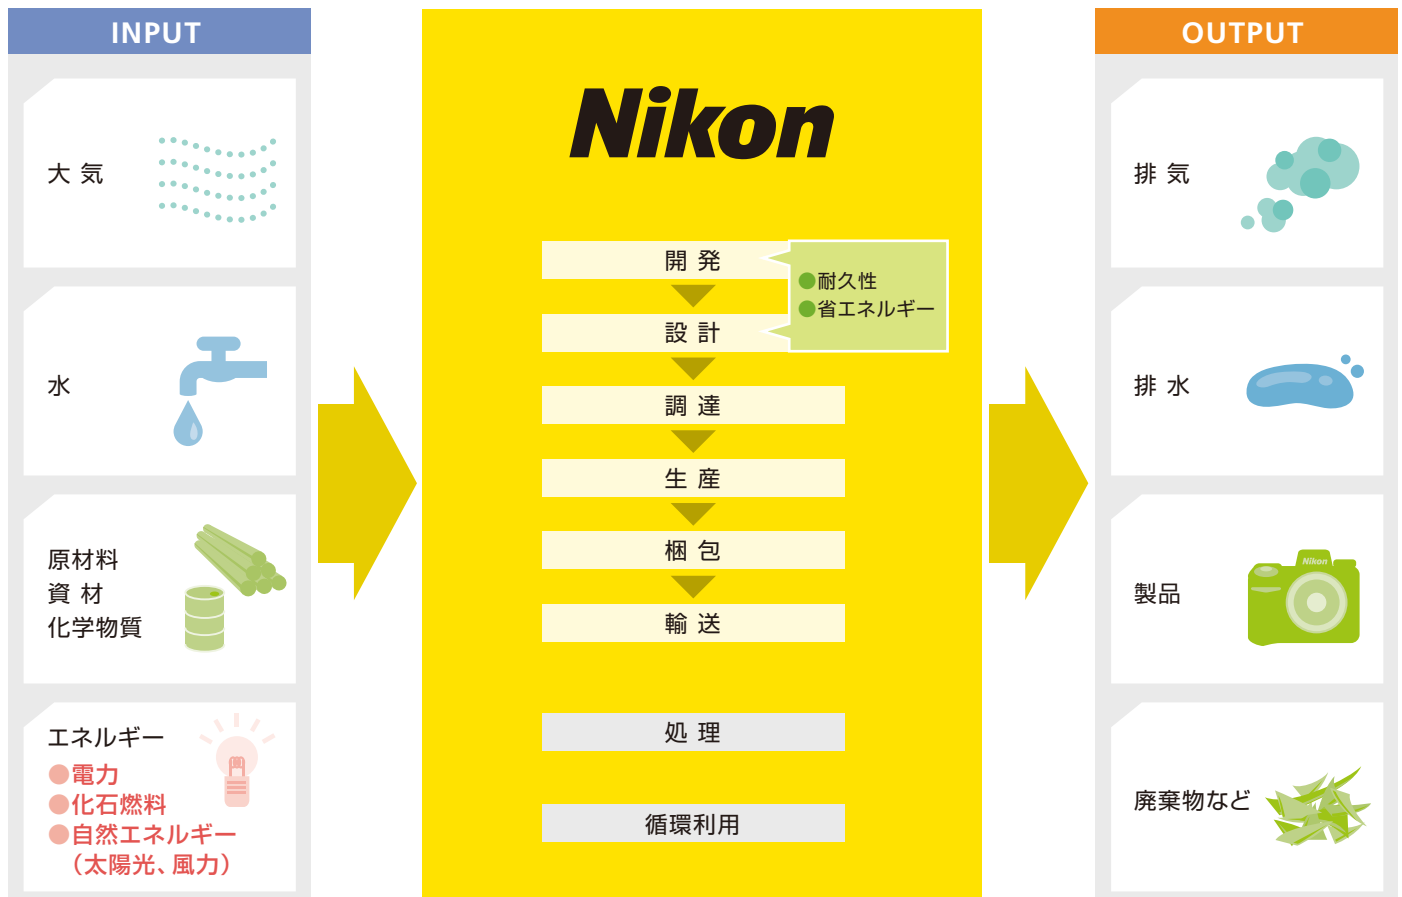 INPUT
大 気
水
原材料
資 材
化学物質
エネルギー
●電力
●化石燃料
●自然エネルギー
（太陽光、風力）
Nikon
開 発
●耐久性
●省エネルギー
設 計
調 達
生 産
梱 包
輸 送
処 理
循環利用
OUTPUT
排 気
排 水
製品
Nikon
廃棄物など